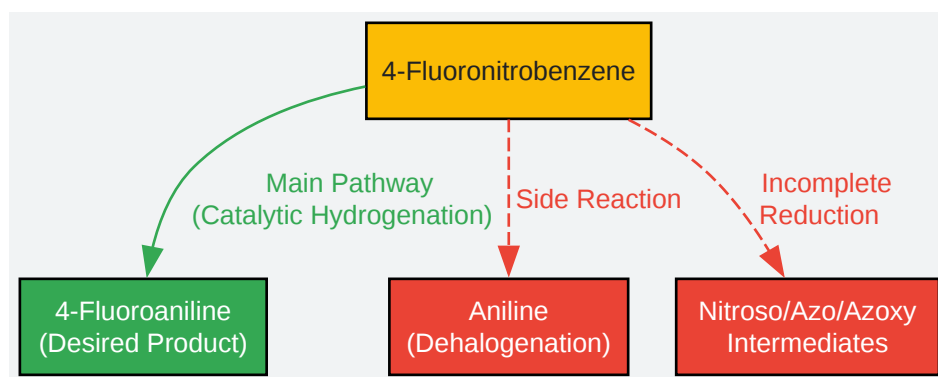 4-Fluoronitrobenzene
Main Pathway
(Catalytic Hydrogenation)
Side Reaction
Incomplete
Reduction
4-Fluoroaniline
(Desired Product)
Aniline
(Dehalogenation)
Nitroso/Azo/Azoxy
Intermediates